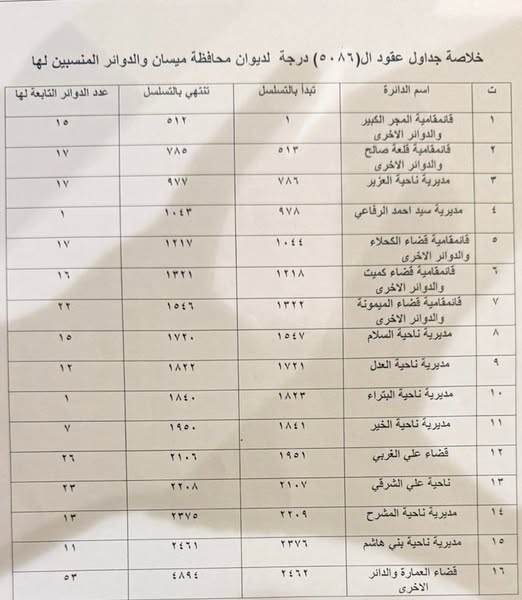 خلاصة جداول عقود ال(٥٠٨٦) درجة لديوان محافظة ميسان والدوائر المنسبين لها
ت اسم الدائرة تبدأ بالتسلسل تنتهي بالتسلسل عدد الدوائر التابعة لها
١ قائمقامية المجر الكبير والدوائر الاخرى ١ ٥١٢ ١٥
٢ قائمقامية قلعة صالح والدوائر الاخرى ٥١٣ ٧٨٥ ١٧
٣ مديرية ناحية العزير ٧٨٦ ٩٧٧ ١٧
٤ مديرية سيد احمد الرفاعي ٩٧٨ ١٠٤٣ ١
٥ قائمقامية قضاء الكحلاء والدوائر الاخرى ١٠٤٤ ١٢١٧ ١٧
٦ قائمقامية قضاء كميت والدوائر الاخرى ١٢١٨ ١٣٢١ ١٦
٧ قائمقامية قضاء الميمونة والدوائر الاخرى ١٣٢٢ ١٥٤٦ ٢٢
٨ مديرية ناحية السلام ١٥٤٧ ١٧٢٠ ١٥
٩ مديرية ناحية العدل ١٧٢١ ١٨٢٢ ١٢
١٠ مديرية ناحية البتراء ١٨٢٣ ١٨٤٠ ١
١١ مديرية ناحية الخير ١٨٤١ ١٩٥٠ ٧
١٢ قضاء علي الغربي ١٩٥١ ٢١٠٦ ٢٦
١٣ ناحية علي الشرقي ٢١٠٧ ٢٢٠٨ ٢٣
١٤ مديرية ناحية المشرح ٢٢٠٩ ٢٣٧٥ ١٣
١٥ مديرية ناحية بني هاشم ٢٣٧٦ ٢٤٦١ ١١
١٦ قضاء العمارة والدائر الاخرى ٢٤٦٢ ٤٨٩٤ ٥٣